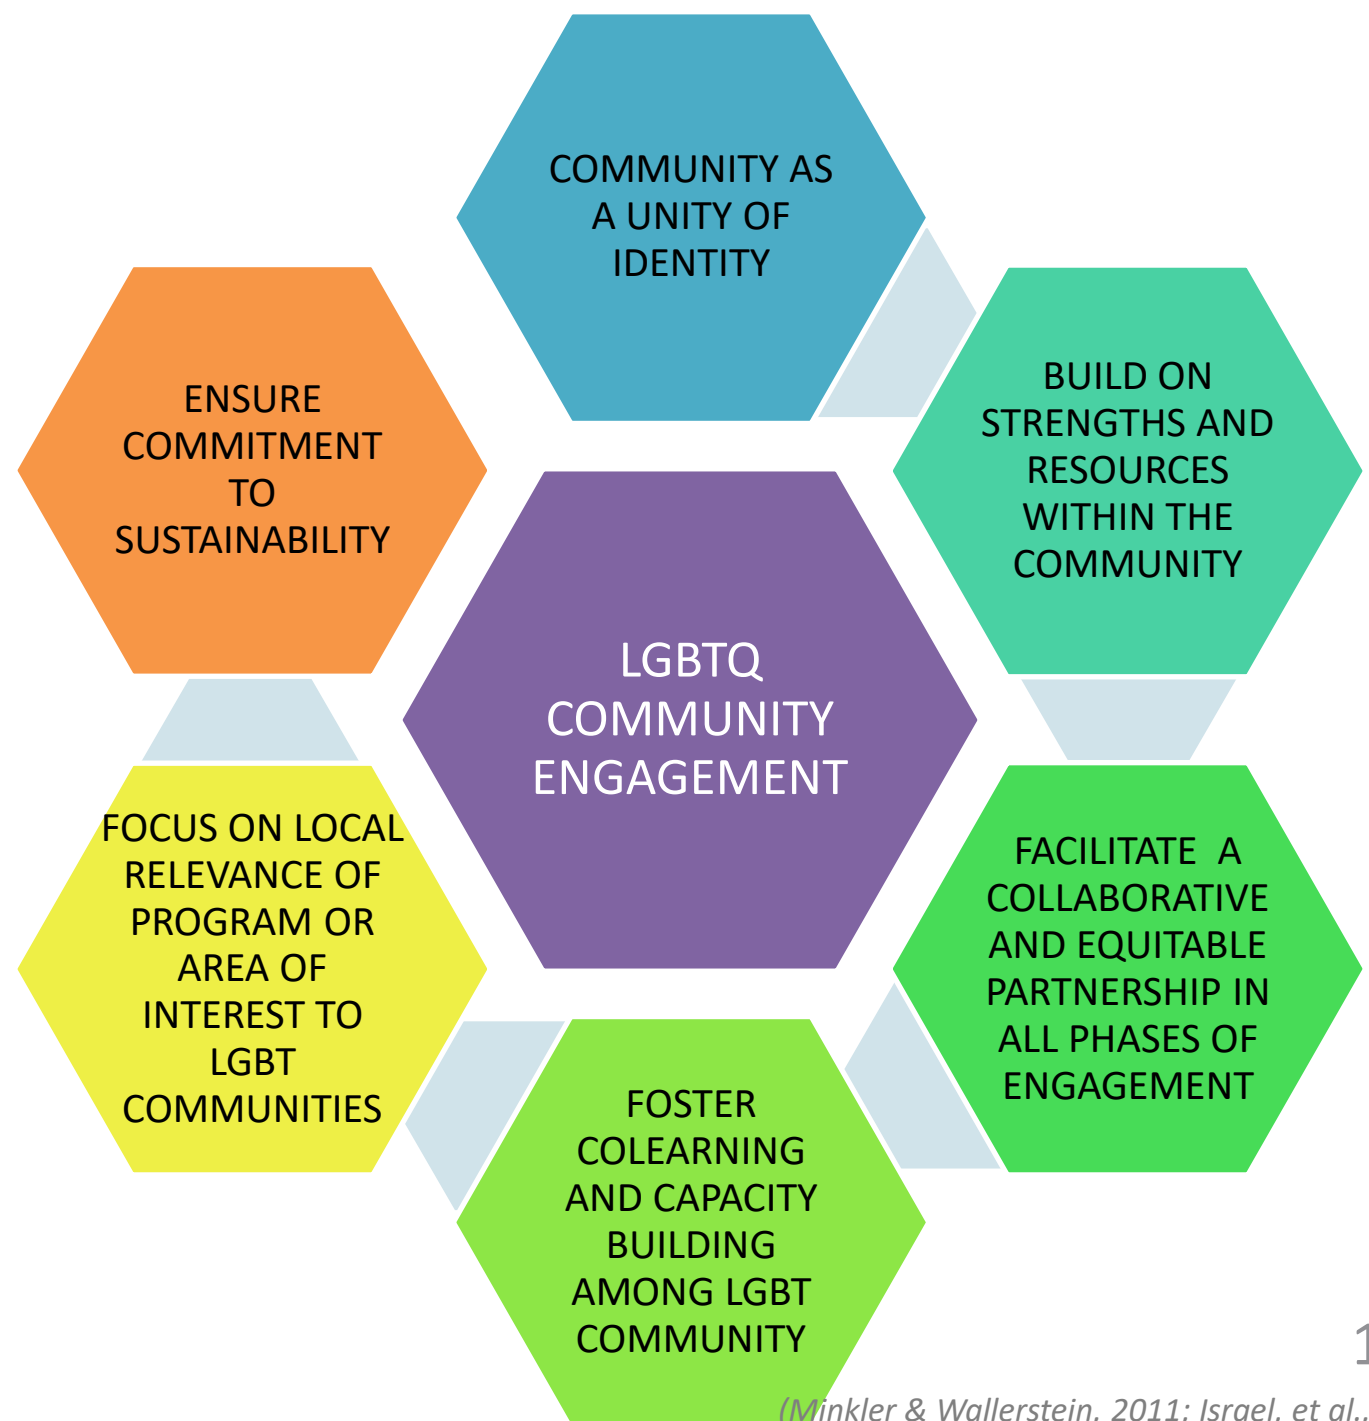 COMMUNITY AS
A UNITY OF
IDENTITY
BUILD ON
STRENGTHS AND
RESOURCES
WITHIN THE
COMMUNITY
FACILITATE A
COLLABORATIVE
AND EQUITABLE
PARTNERSHIP IN
ALL PHASES OF
ENGAGEMENT
FOSTER
COLEARNING
AND CAPACITY
BUILDING
AMONG LGBT
COMMUNITY
FOCUS ON LOCAL
RELEVANCE OF
PROGRAM OR
AREA OF
INTEREST TO
LGBT
COMMUNITIES
ENSURE
COMMITMENT
TO
SUSTAINABILITY
LGBTQ
COMMUNITY
ENGAGEMENT
1
(Minkler & Wallerstein, 2011; Israel, et al.,